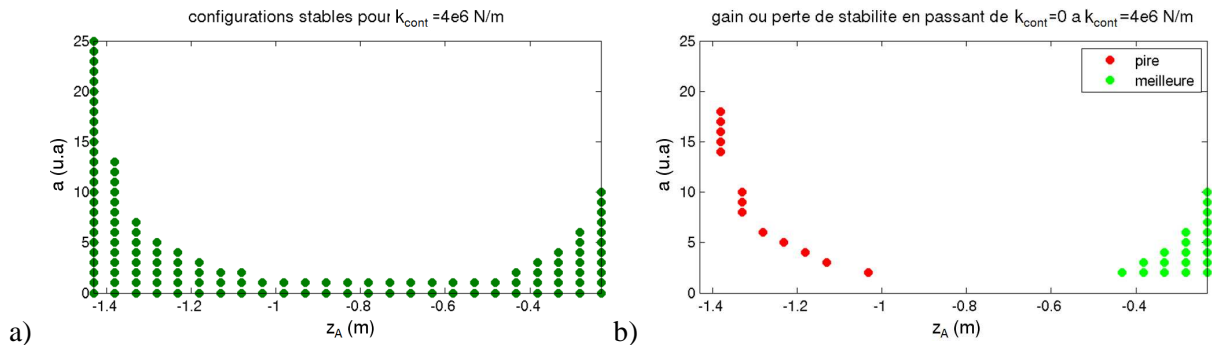 configurations stables pour k_cont =4e6 N/m
25
20
15
10
5
0
a (u.a)
-1.4
-1.2
-1
-0.8
-0.6
-0.4
z_A (m)
a)
gain ou perte de stabilite en passant de k_cont=0 a k_cont =4e6 N/m
25
20
15
10
5
0
a (u.a)
pire
meilleure
-1.4
-1.2
-1
-0.8
-0.6
-0.4
z_A (m)
b)